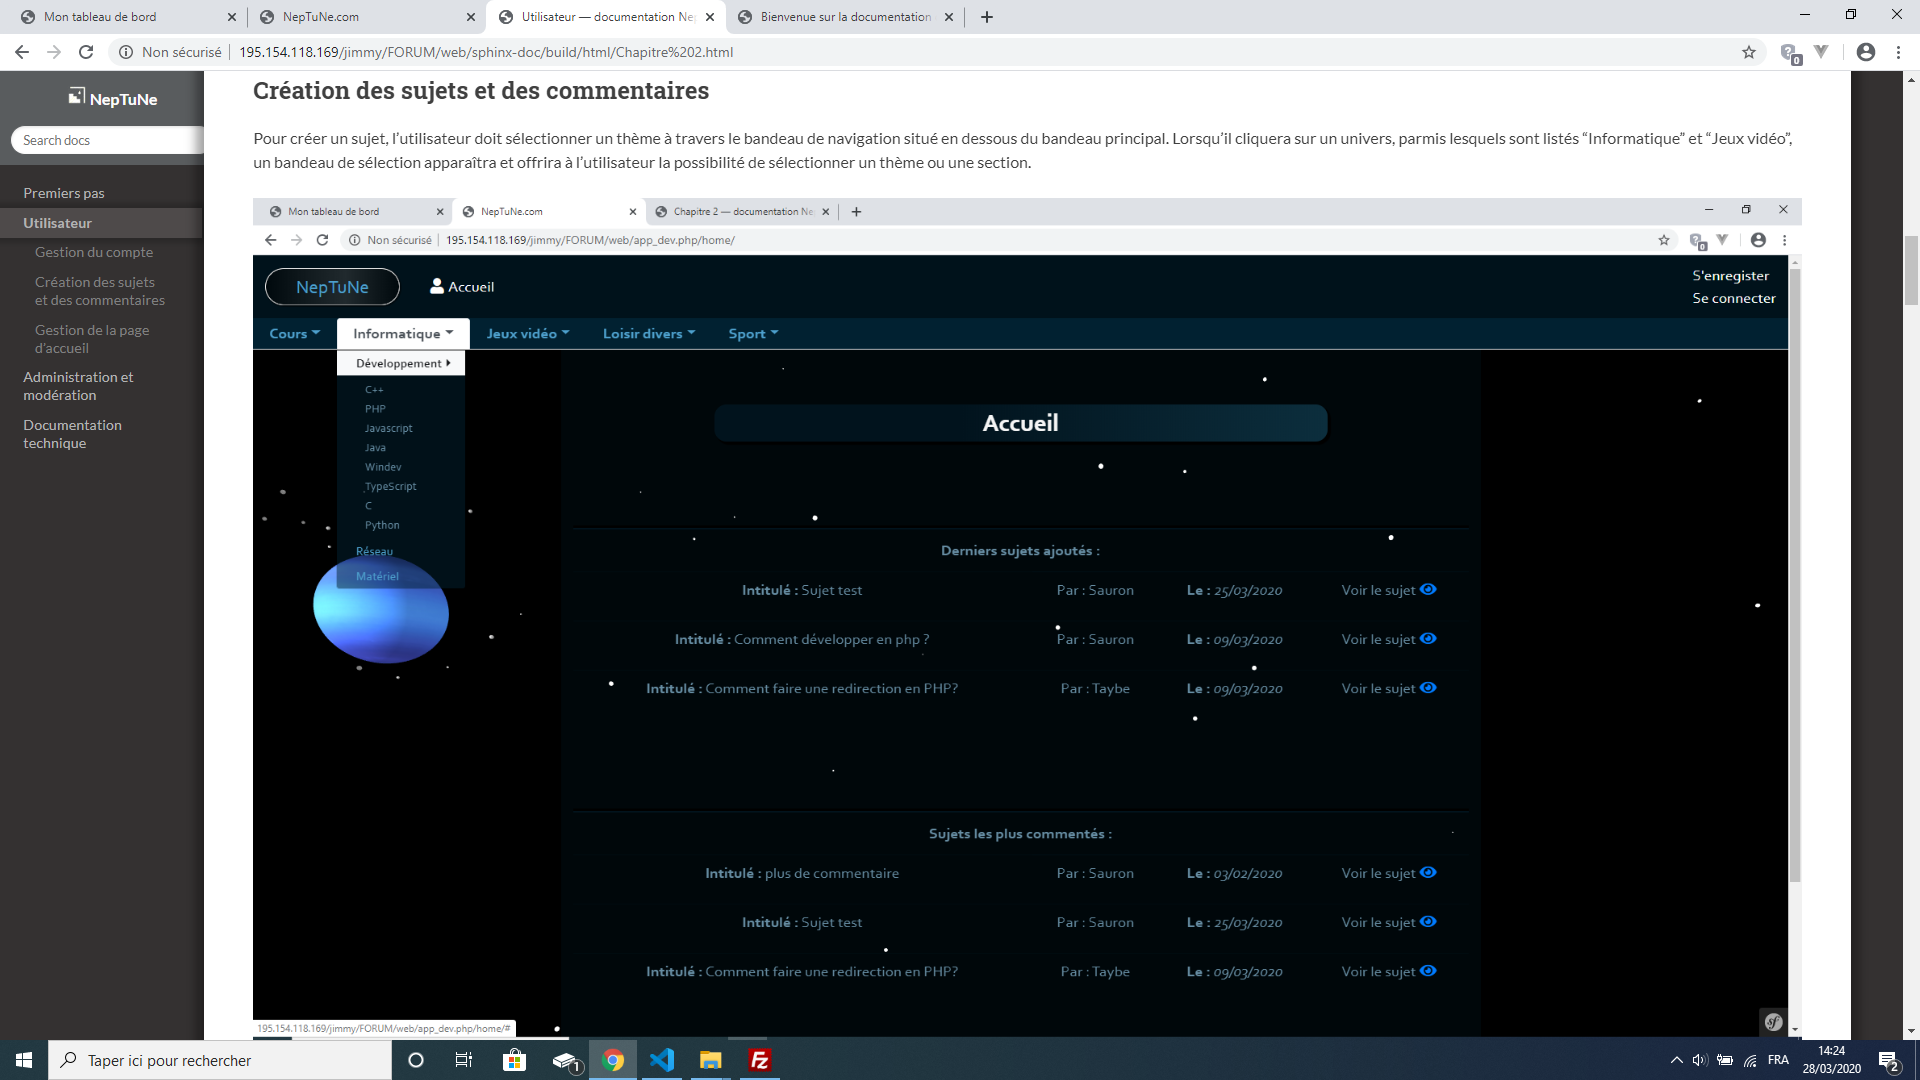 Mon tableau de bord
NepTuNe.com
Utilisateur — documentation Ne
Bienvenue sur la documentation
Non sécurisé
195.154.118.169/jimmy/FORUM/web/sphinx-doc/build/html/Chapitre%202.html
0
NepTuNe
Search docs
Premiers pas
Utilisateur
Gestion du compte
Création des sujets
et des commentaires
Gestion de la page
d’accueil
Administration et
modération
Documentation
technique
Création des sujets et des commentaires
Pour créer un sujet, l’utilisateur doit sélectionner un thème à travers le bandeau de navigation situé en dessous du bandeau principal. Lorsqu’il cliquera sur un univers, parmis lesquels sont listés “Informatique” et “Jeux vidéo”,
un bandeau de sélection apparaîtra et offrira à l’utilisateur la possibilité de sélectionner un thème ou une section.
Mon tableau de bord
NepTuNe.com
Chapitre 2 — documentation Ne
Non sécurisé
195.154.118.169/jimmy/FORUM/web/app_dev.php/home/
0
NepTuNe
Accueil
S'enregister
Se connecter
Cours
Informatique
Jeux vidéo
Loisir divers
Sport
Développement
C++
PHP
Javascript
Java
Windev
TypeScript
C
Python
Réseau
Matériel
Accueil
Derniers sujets ajoutés :
Intitulé : Sujet test Par : Sauron Le : 25/03/2020 Voir le sujet
Intitulé : Comment développer en php ? Par : Sauron Le : 09/03/2020 Voir le sujet
Intitulé : Comment faire une redirection en PHP? Par : Taybe Le : 09/03/2020 Voir le sujet
Sujets les plus commentés :
Intitulé : plus de commentaire Par : Sauron Le : 03/02/2020 Voir le sujet
Intitulé : Sujet test Par : Sauron Le : 25/03/2020 Voir le sujet
Intitulé : Comment faire une redirection en PHP? Par : Taybe Le : 09/03/2020 Voir le sujet
195.154.118.169/jimmy/FORUM/web/app_dev.php/home/#
sf
Taper ici pour rechercher
1
Fz
FRA
14:24
28/03/2020
2